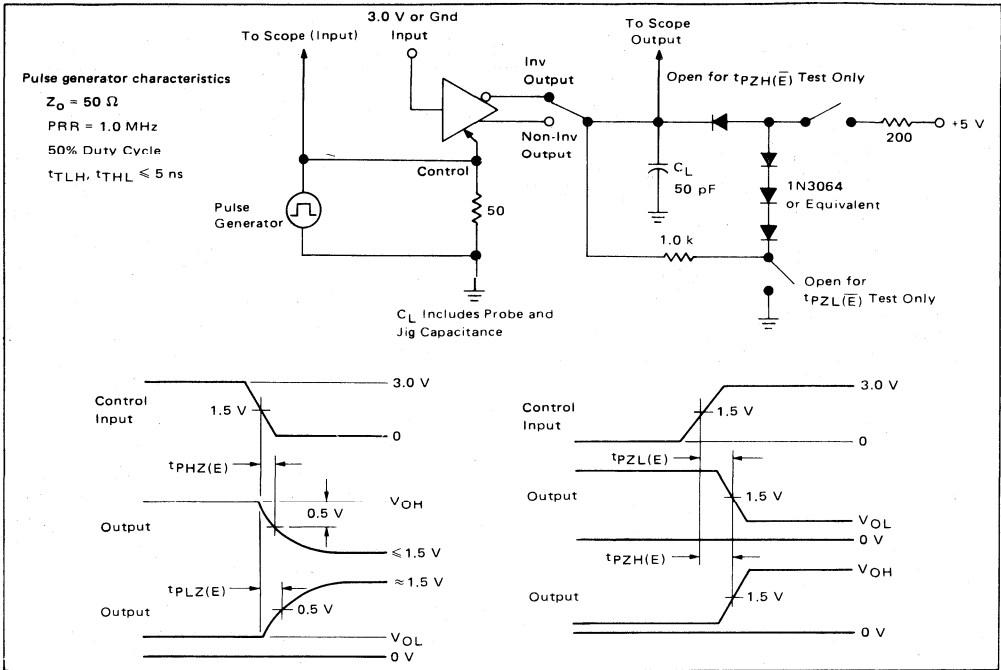 3.0 V or Gnd
Input
To Scope (Input)
To Scope
Output
Pulse generator characteristics
Zo = 50 Ω
PRR = 1.0 MHz
50% Duty Cycle
tTLH, tTHL ≤ 5 ns
Inv
Output
Open for tPZH(E̅) Test Only
Non-Inv
Output
200
+5 V
Control
CL
50 pF
1N3064
or Equivalent
Pulse
Generator
50
1.0 k
Open for
tPZL(E̅) Test Only
CL Includes Probe and
Jig Capacitance
Control
Input
3.0 V
1.5 V
0
tPHZ(E)
VOH
0.5 V
Output
≤ 1.5 V
tPLZ(E)
≈ 1.5 V
Output
0.5 V
VOL
0 V
Control
Input
3.0 V
1.5 V
0
tPZL(E)
Output
1.5 V
VOL
0 V
tPZH(E)
VOH
Output
1.5 V
0 V